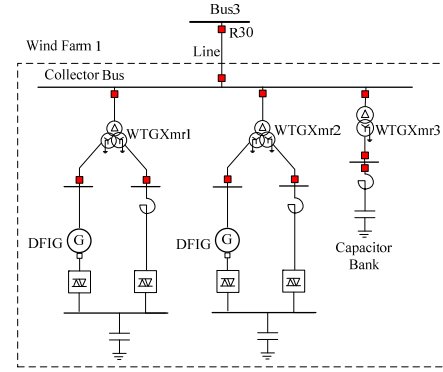 Bus3
R30
Line
Wind Farm 1
Collector Bus
WTGXmr1
WTGXmr2
WTGXmr3
DFIG
G
DFIG
G
Capacitor
Bank